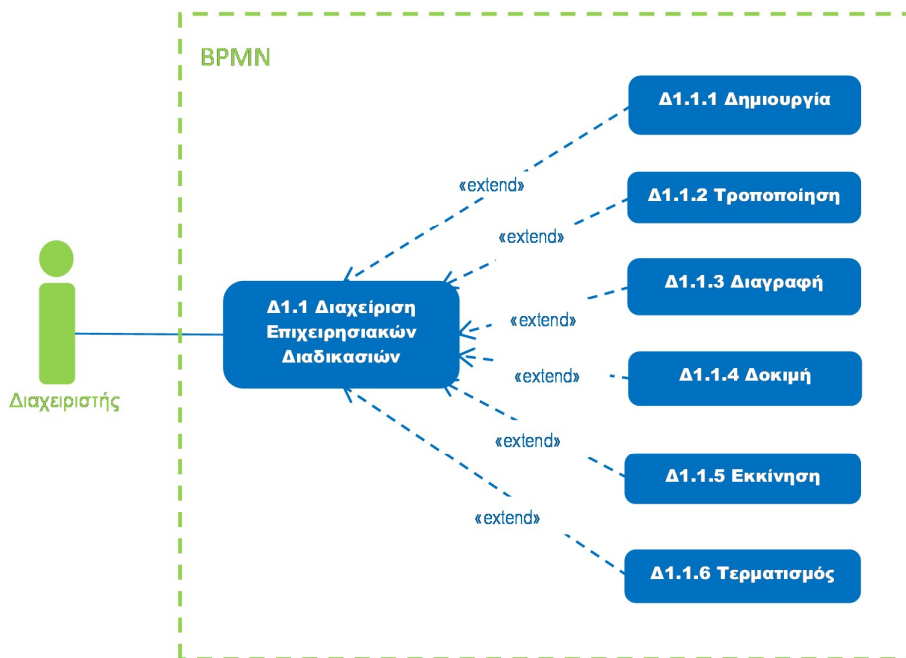 BPMN
Δ1.1.1 Δημιουργία
«extend»
Δ1.1.2 Τροποποίηση
«extend»
Δ1.1.3 Διαγραφή
Δ1.1 Διαχείριση
Επιχειρησιακών
Διαδικασιών
«extend»
Δ1.1.4 Δοκιμή
«extend»
Διαχειριστής
«extend»
Δ1.1.5 Εκκίνηση
«extend»
Δ1.1.6 Τερματισμός